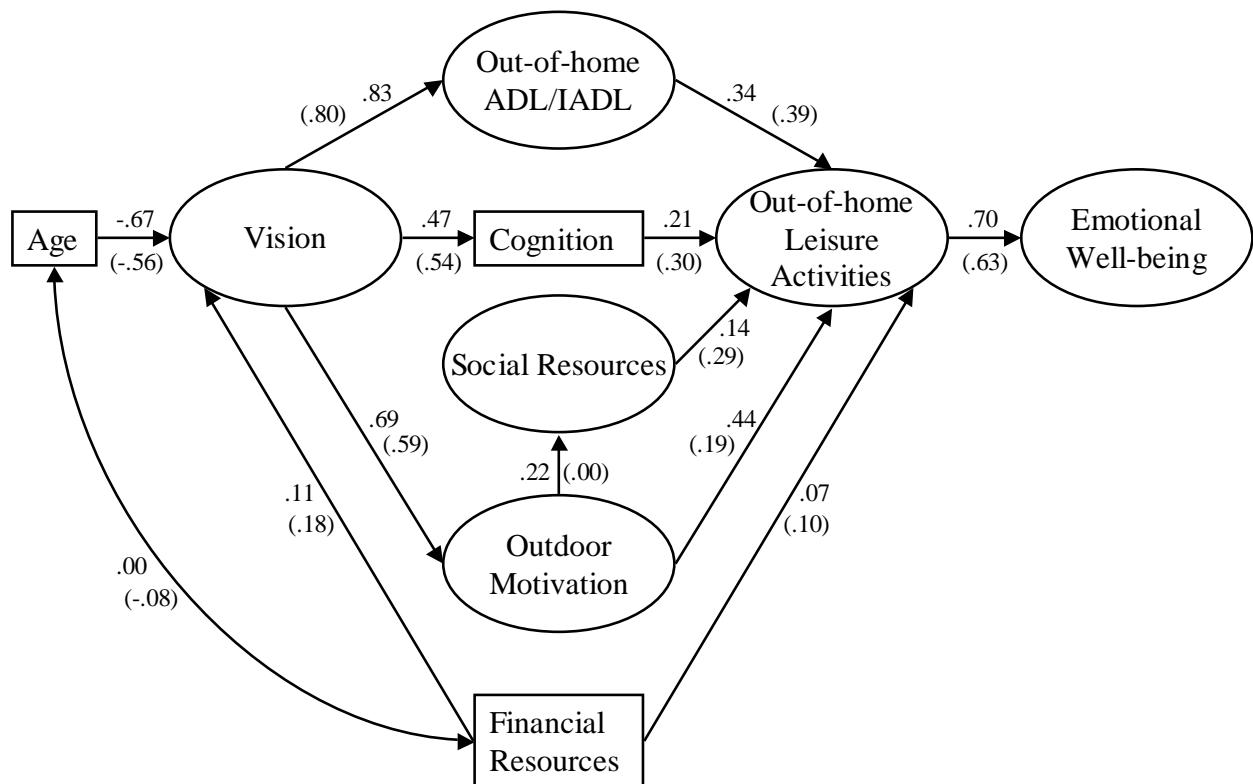 Out-of-home
ADL/IADL
.83
(.80)
.34
(.39)
Age
-.67
(-.56)
Vision
.47
(.54)
Cognition
.21
(.30)
Out-of-home
Leisure
Activities
.70
(.63)
Emotional
Well-being
Social Resources
.14
(.29)
.69
(.59)
.22 (.00)
.44
(.19)
.11
(.18)
.07
(.10)
Outdoor
Motivation
.00
(-.08)
Financial
Resources